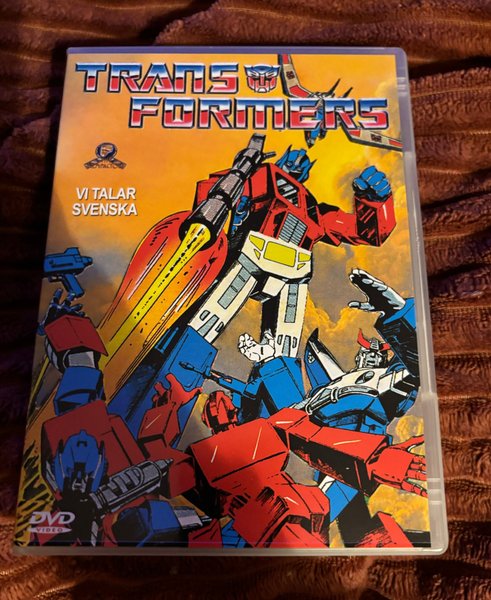 TRANS
FORMERS
VI TALAR
SVENSKA
DVD
VIDEO